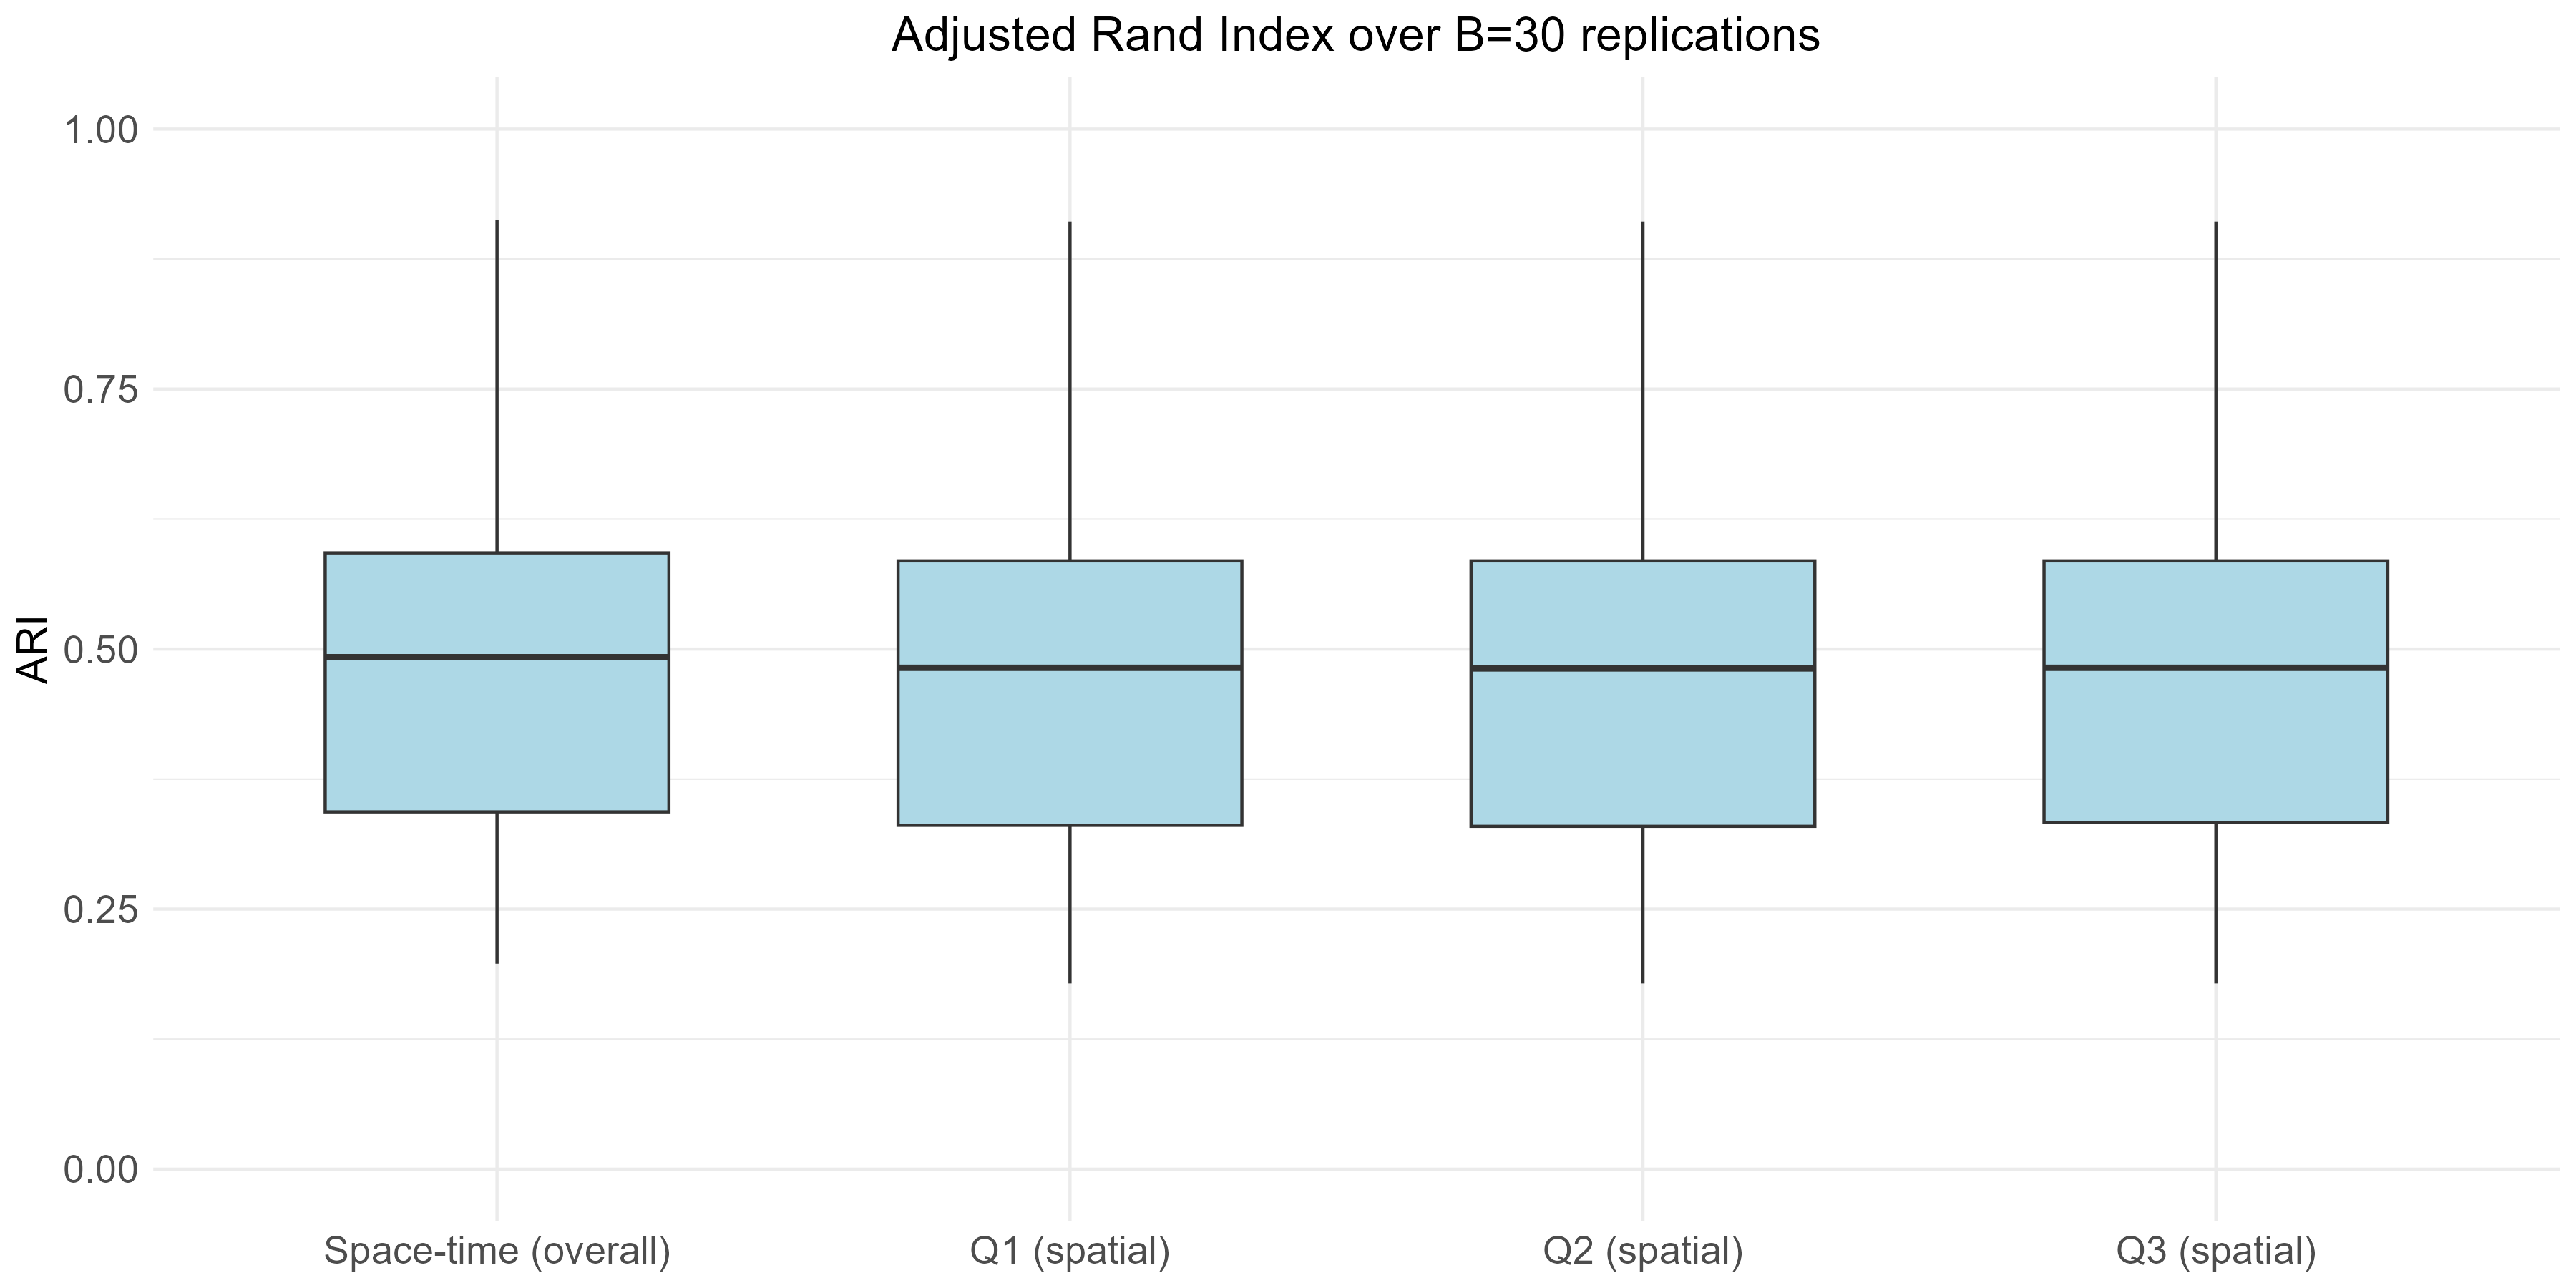 Adjusted Rand Index over B=30 replications
1.00
0.75
0.50
0.25
0.00
ARI
Space-time (overall)
Q1 (spatial)
Q2 (spatial)
Q3 (spatial)